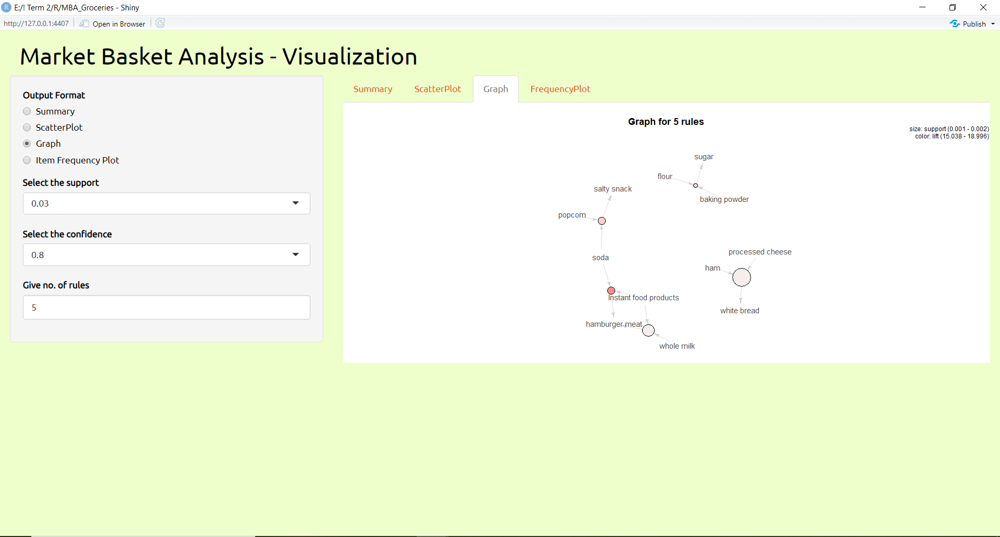 R E:/! Term 2/R/MBA_Groceries - Shiny
http://127.0.0.1:4407 Open in Browser Publish
Market Basket Analysis - Visualization
Output Format
Summary
ScatterPlot
Graph
Item Frequency Plot
Select the support
0.03
Select the confidence
0.8
Give no. of rules
5
Summary ScatterPlot Graph FrequencyPlot
Graph for 5 rules
size: support (0.001 - 0.002)
color: lift (15.038 - 18.996)
sugar
flour
salty snack
baking powder
popcorn
processed cheese
soda
ham
Instant food products
white bread
hamburger meat
whole milk